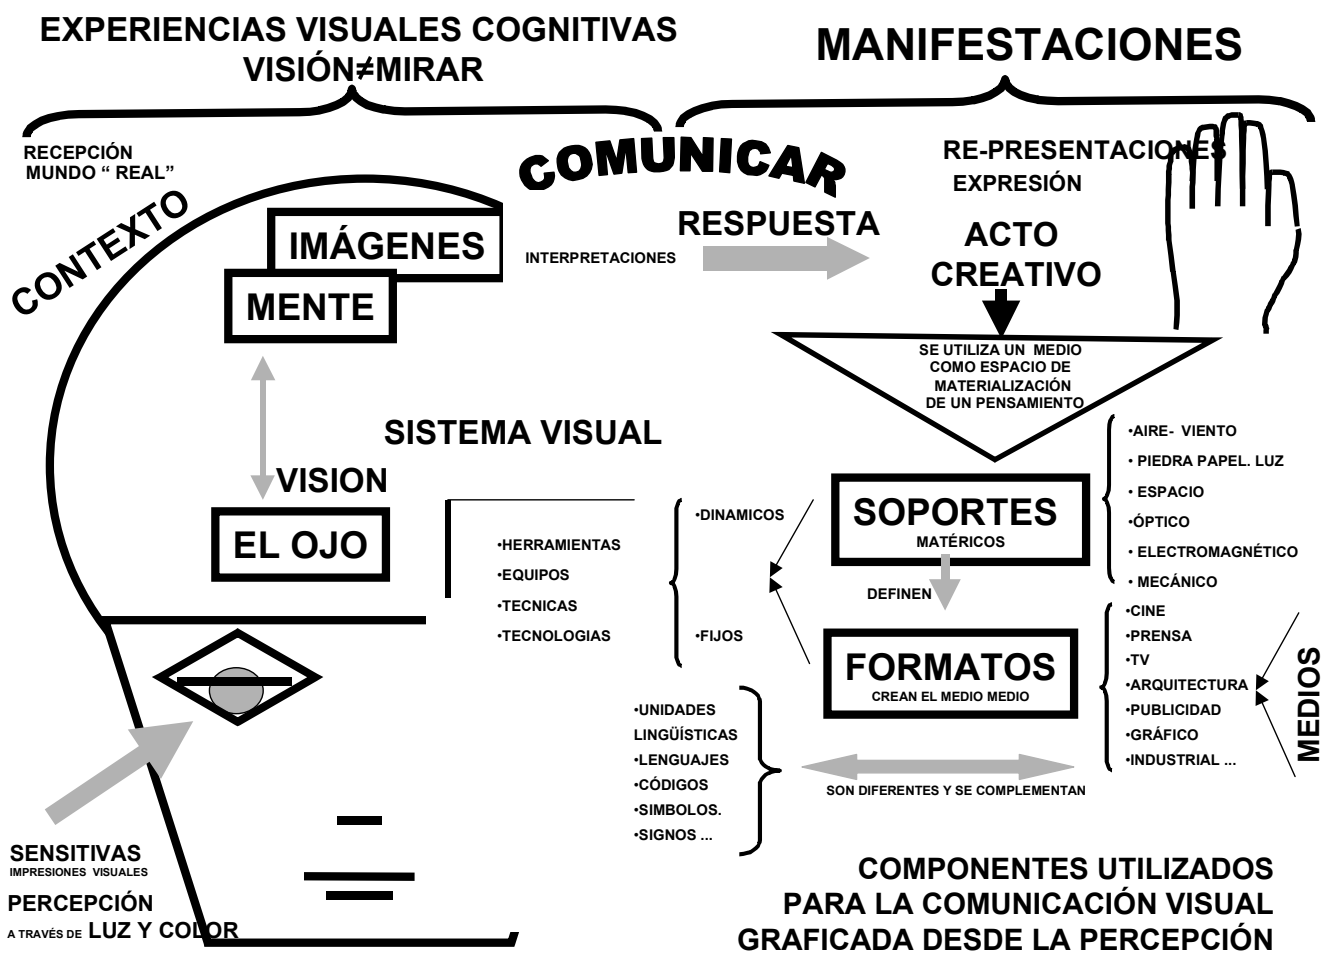 EXPERIENCIAS VISUALES COGNITIVAS
VISIÓN≠MIRAR
MANIFESTACIONES
RECEPCIÓN
MUNDO “ REAL”
CONTEXTO
COMUNICAR
RE-PRESENTACIONES
EXPRESIÓN
IMÁGENES
MENTE
INTERPRETACIONES
RESPUESTA
ACTO
CREATIVO
SE UTILIZA UN MEDIO
COMO ESPACIO DE
MATERIALIZACIÓN
DE UN PENSAMIENTO
SISTEMA VISUAL
VISION
EL OJO
•HERRAMIENTAS
•EQUIPOS
•TECNICAS
•TECNOLOGIAS
•DINAMICOS
•FIJOS
SOPORTES
MATÉRICOS
•AIRE- VIENTO
• PIEDRA PAPEL. LUZ
• ESPACIO
•ÓPTICO
• ELECTROMAGNÉTICO
• MECÁNICO
DEFINEN
FORMATOS
CREAN EL MEDIO MEDIO
•CINE
•PRENSA
•TV
•ARQUITECTURA
•PUBLICIDAD
•GRÁFICO
•INDUSTRIAL ...
MEDIOS
•UNIDADES
LINGÜÍSTICAS
•LENGUAJES
•CÓDIGOS
•SIMBOLOS.
•SIGNOS ...
SON DIFERENTES Y SE COMPLEMENTAN
SENSITIVAS
IMPRESIONES VISUALES
PERCEPCIÓN
A TRAVÉS DE LUZ Y COLOR
COMPONENTES UTILIZADOS
PARA LA COMUNICACIÓN VISUAL
GRAFICADA DESDE LA PERCEPCIÓN